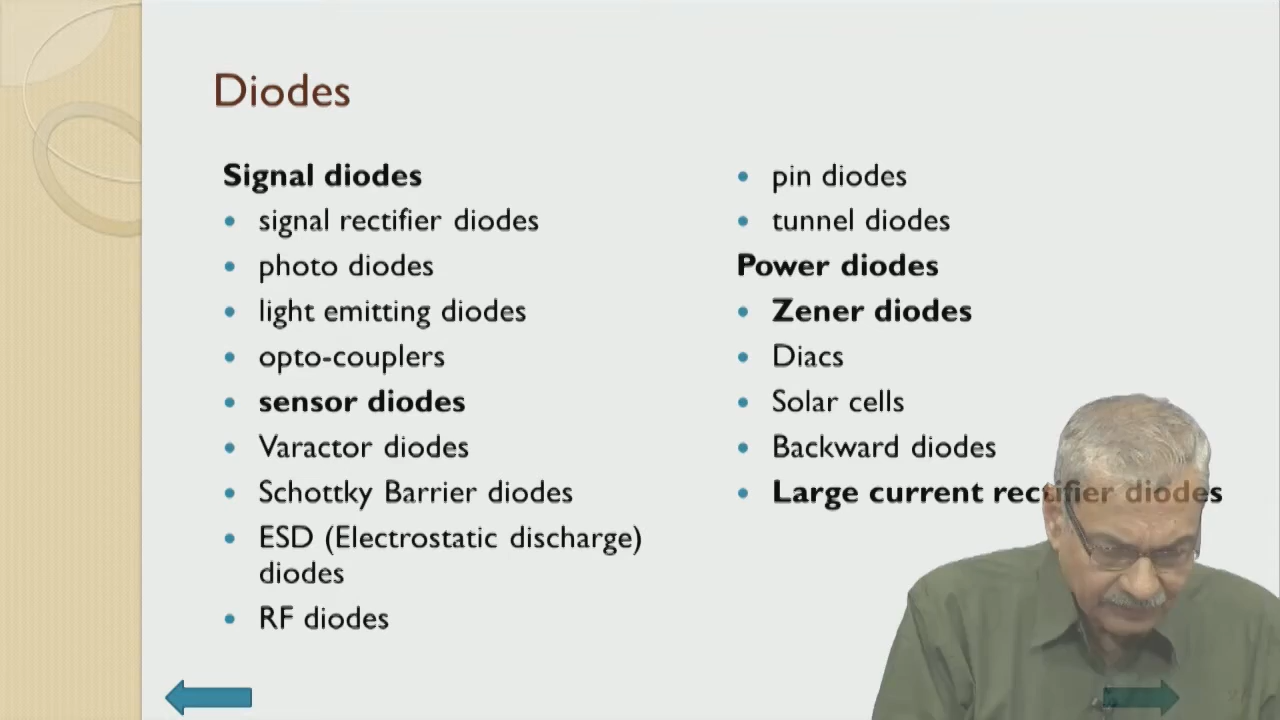 Diodes
Signal diodes
signal rectifier diodes
photo diodes
light emitting diodes
opto-couplers
sensor diodes
Varactor diodes
Schottky Barrier diodes
ESD (Electrostatic discharge)
diodes
RF diodes
pin diodes
tunnel diodes
Power diodes
Zener diodes
Diacs
Solar cells
Backward diodes
Large current rectifier diodes